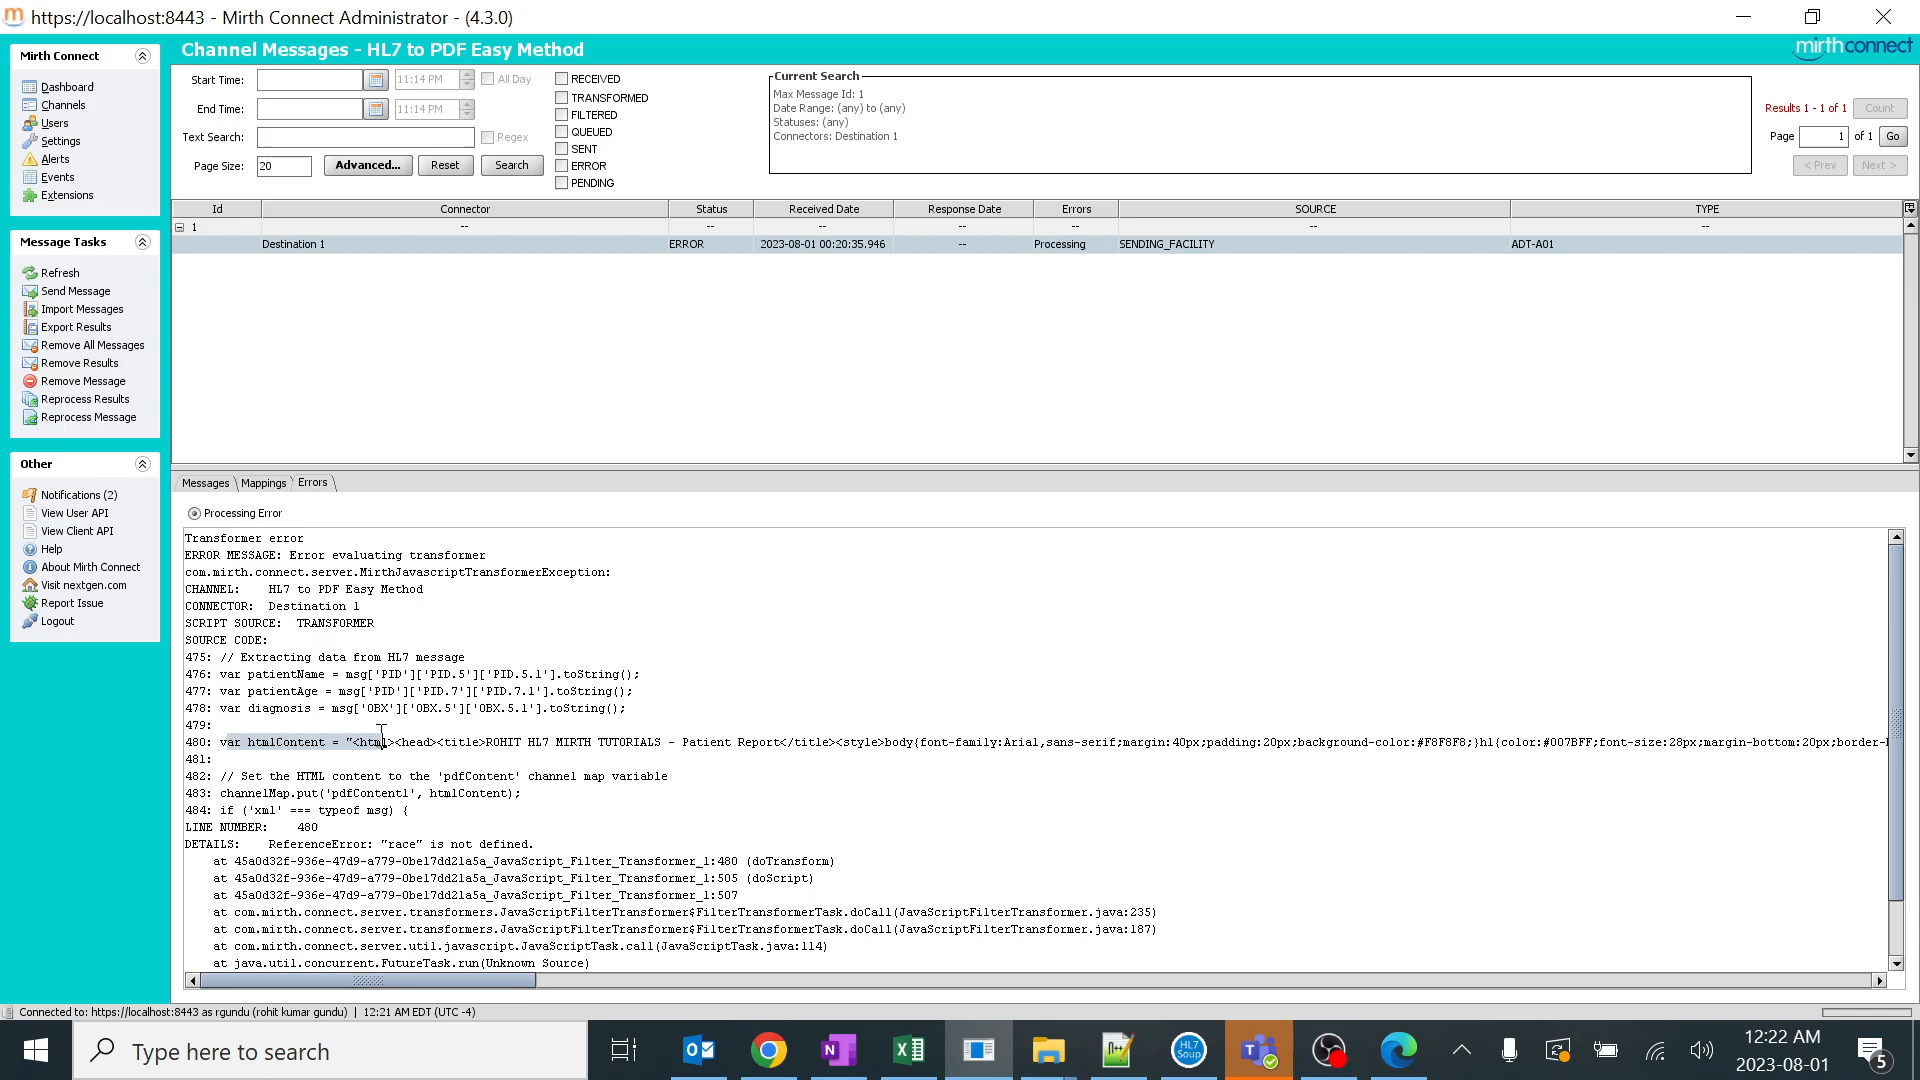 https://localhost:8443 - Mirth Connect Administrator - (4.3.0)
Mirth Connect
Dashboard
Channels
Users
Settings
Alerts
Events
Extensions
Message Tasks
Refresh
Send Message
Import Messages
Export Results
Remove All Messages
Remove Results
Remove Message
Reprocess Results
Reprocess Message
Other
Notifications (2)
View User API
View Client API
Help
About Mirth Connect
Visit nextgen.com
Report Issue
Logout
Channel Messages - HL7 to PDF Easy Method
mirthconnect
Start Time:
11:14 PM
All Day
End Time:
11:14 PM
Text Search:
Regex
Page Size:
20
Advanced...
Reset
Search
RECEIVED
TRANSFORMED
FILTERED
QUEUED
SENT
ERROR
PENDING
Current Search
Max Message Id: 1
Date Range: (any) to (any)
Statuses: (any)
Connectors: Destination 1
Results 1 - 1 of 1
Count
Page
1
of 1
Go
< Prev
Next >
Id Connector Status Received Date Response Date Errors SOURCE TYPE
1 -- -- -- -- -- -- --
Destination 1 ERROR 2023-08-01 00:20:35.946 -- Processing SENDING_FACILITY ADT-A01
Messages
Mappings
Errors
Processing Error
Transformer error
ERROR MESSAGE: Error evaluating transformer
com.mirth.connect.server.MirthJavascriptTransformerException:
CHANNEL: HL7 to PDF Easy Method
CONNECTOR: Destination 1
SCRIPT SOURCE: TRANSFORMER
SOURCE CODE:
475: // Extracting data from HL7 message
476: var patientName = msg['PID']['PID.5']['PID.5.1'].toString();
477: var patientAge = msg['PID']['PID.7']['PID.7.1'].toString();
478: var diagnosis = msg['OBX']['OBX.5']['OBX.5.1'].toString();
479:
480: var htmlContent = "<html><head><title>ROHIT HL7 MIRTH TUTORIALS - Patient Report</title><style>body{font-family:Arial,sans-serif;margin:40px;padding:20px;background-color:#F8F8F8;}h1{color:#007BFF;font-size:28px;margin-bottom:20px;border-
481:
482: // Set the HTML content to the 'pdfContent' channel map variable
483: channelMap.put('pdfContent1', htmlContent);
484: if ('xml' === typeof msg) {
LINE NUMBER: 480
DETAILS: ReferenceError: "race" is not defined.
at 45a0d32f-936e-47d9-a779-0be17dd21a5a_JavaScript_Filter_Transformer_1:480 (doTransform)
at 45a0d32f-936e-47d9-a779-0be17dd21a5a_JavaScript_Filter_Transformer_1:505 (doScript)
at 45a0d32f-936e-47d9-a779-0be17dd21a5a_JavaScript_Filter_Transformer_1:507
at com.mirth.connect.server.transformers.JavaScriptFilterTransformer$FilterTransformerTask.doCall(JavaScriptFilterTransformer.java:235)
at com.mirth.connect.server.transformers.JavaScriptFilterTransformer$FilterTransformerTask.doCall(JavaScriptFilterTransformer.java:187)
at com.mirth.connect.server.util.javascript.JavaScriptTask.call(JavaScriptTask.java:114)
at java.util.concurrent.FutureTask.run(Unknown Source)
Connected to: https://localhost:8443 as rgundu (rohit kumar gundu) | 12:21 AM EDT (UTC -4)
Type here to search
HL7
Soup
12:22 AM
2023-08-01
5